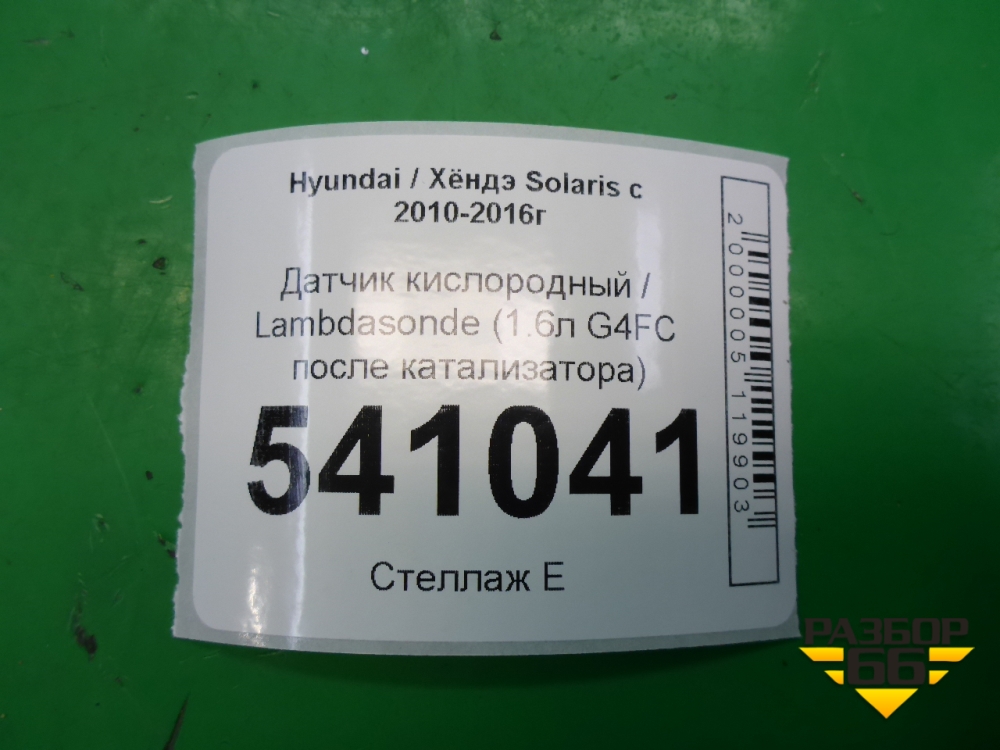 Hyundai / Хёндэ Solaris с
2010-2016г
Датчик кислородный /
Lambdasonde (1.6л G4FC
после катализатора)
541041
Стеллаж Е
2000005119903
РАЗБОР
66